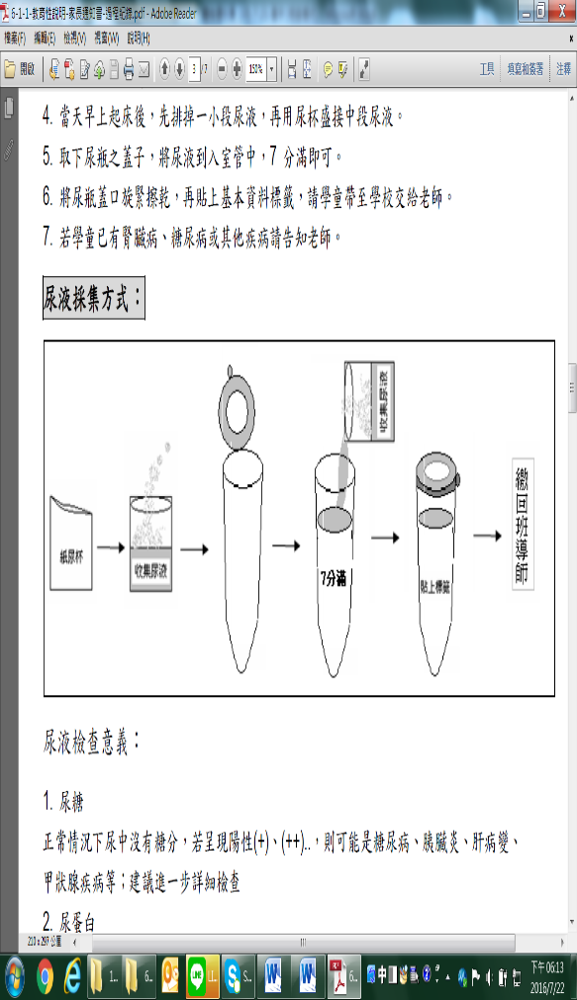 6-1-1-教育性說明-家長通知書-過程紀錄.pdf - Adobe Reader
檔案(F) 編輯(E) 檢視(V) 視窗(W) 說明(H)
開啟 3 / 7 150% 工具 填寫和簽署 注釋
4. 當天早上起床後，先排掉一小段尿液，再用尿杯盛接中段尿液。
5. 取下尿瓶之蓋子，將尿液到入室管中，7 分滿即可。
6. 將尿瓶蓋口旋緊擦乾，再貼上基本資料標籤，請學童帶至學校交給老師。
7. 若學童已有腎臟病、糖尿病或其他疾病請告知老師。
尿液採集方式：
紙尿杯
收集尿液
收集尿液
7分滿
貼上標籤
繳回班導師
尿液檢查意義：
1. 尿糖
正常情況下尿中沒有糖分，若呈現陽性(+)、(++)..，則可能是糖尿病、胰臟炎、肝病變、
甲狀腺疾病等；建議進一步詳細檢查
2. 尿蛋白
210 x 297 公釐
1... 6... LINE L... S... 6... 中
下午 06:13
2016/7/22